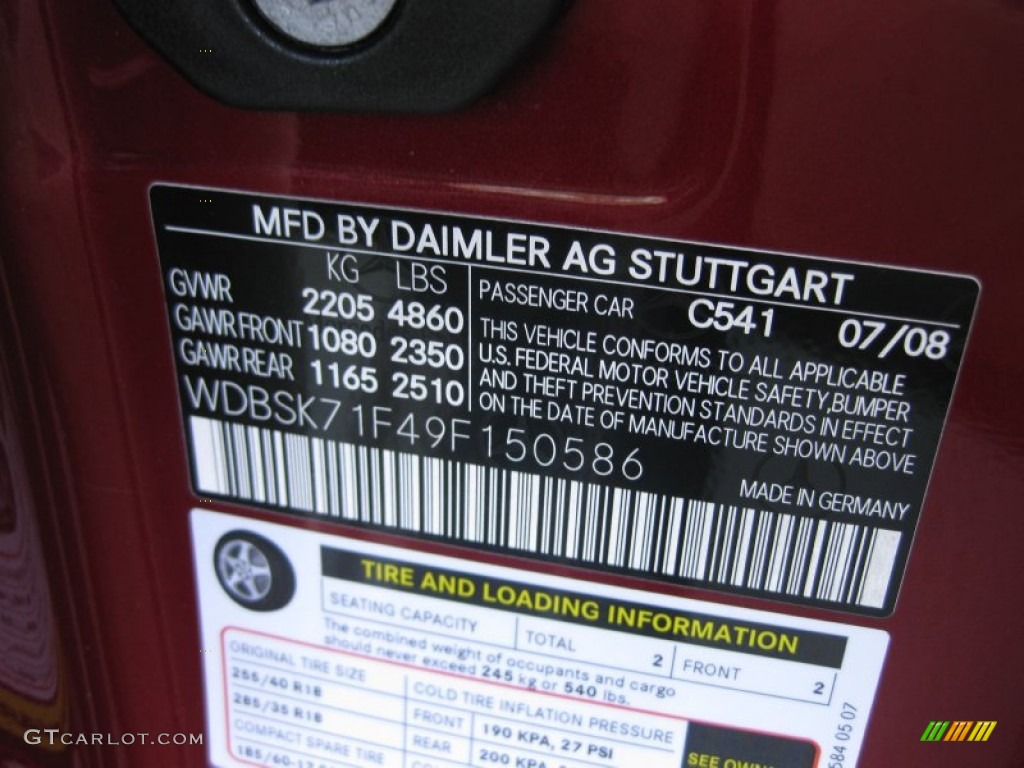 MFD BY DAIMLER AG STUTTGART
KG LBS
GVWR 2205 4860
GAWR FRONT 1080 2350
GAWR REAR 1165 2510
PASSENGER CAR C541 07/08
THIS VEHICLE CONFORMS TO ALL APPLICABLE
U.S. FEDERAL MOTOR VEHICLE SAFETY, BUMPER
AND THEFT PREVENTION STANDARDS IN EFFECT
ON THE DATE OF MANUFACTURE SHOWN ABOVE
WDBSK71F49F150586
MADE IN GERMANY
TIRE AND LOADING INFORMATION
SEATING CAPACITY TOTAL 2 FRONT 2
The combined weight of occupants and cargo
should never exceed 245 kg or 540 lbs.
ORIGINAL TIRE SIZE COLD TIRE INFLATION PRESSURE
255/40 R18 FRONT 190 KPA, 27 PSI
285/35 R18 REAR 200 KPA,
COMPACT SPARE TIRE
SEE
584 05 07
GTcarlot.com